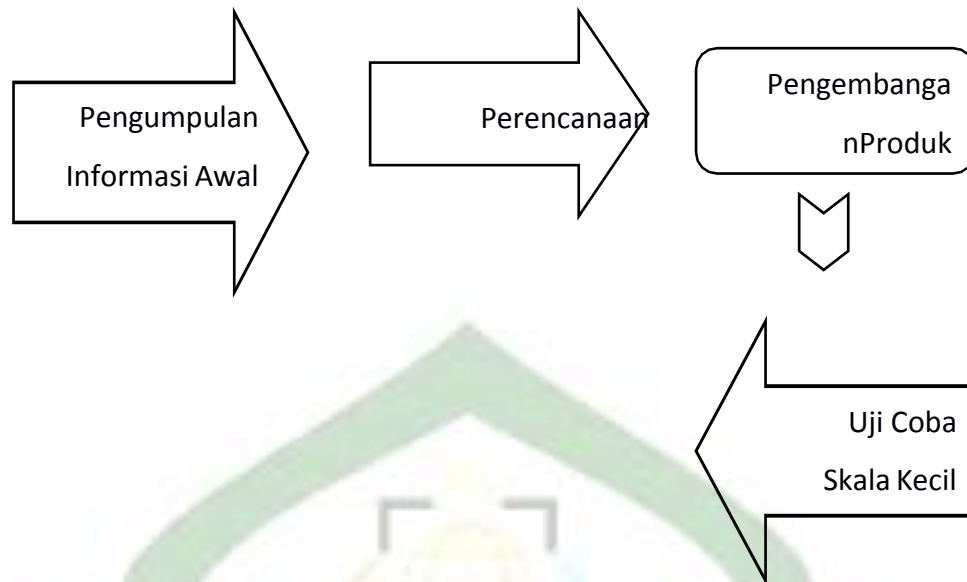 Pengumpulan
Informasi Awal
Perencanaan
Pengembanga
nProduk
Uji Coba
Skala Kecil